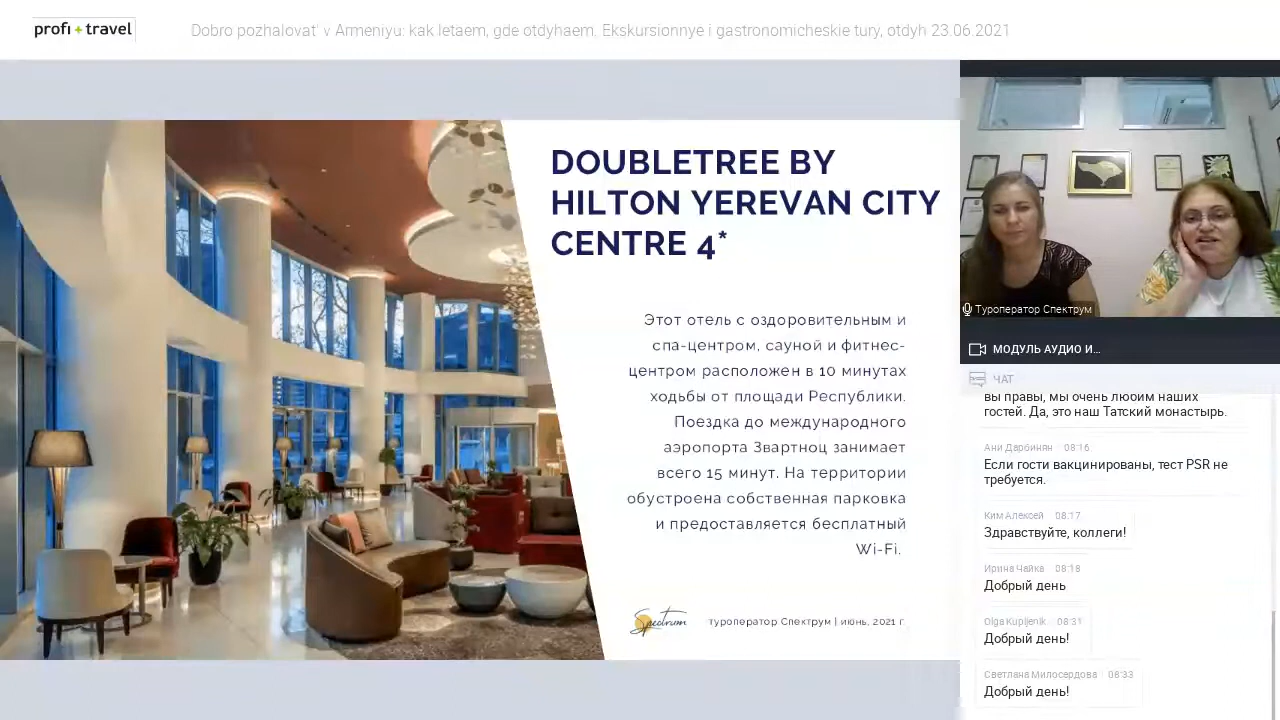 profi + travel
Dobro pozhalovat' v Armeniyu: kak letaem, gde otdyhaem. Ekskursionnye i gastronomicheskie tury, otdyh 23.06 2021
DOUBLETREE BY
HILTON YEREVAN CITY
CENTRE 4*
Этот отель с оздоровительным и
спа-центром, сауной и фитнес-
центром расположен в 10 минутах
ходьбы от площади Республики.
Поездка до международного
аэропорта Звартноц занимает
всего 15 минут. На территории
обустроена собственная парковка
и предоставляется бесплатный
Wi-Fi.
Spectrum
туроператор Спектрум | июнь, 2021 г
Туроператор Спектрум
МОДУЛЬ АУДИО И...
ЧАТ
вы правы, мы очень любим наших
гостей. Да, это наш Татский монастырь.
Ани Дарбинян 08:16
Если гости вакцинированы, тест PSR не
требуется.
Ким Алексей 08:17
Здравствуйте, коллеги!
Ирина Чайка 08:18
Добрый день
Olga Kupijenik 08:31
Добрый день!
Светлана Милосердова 08:33
Добрый день!